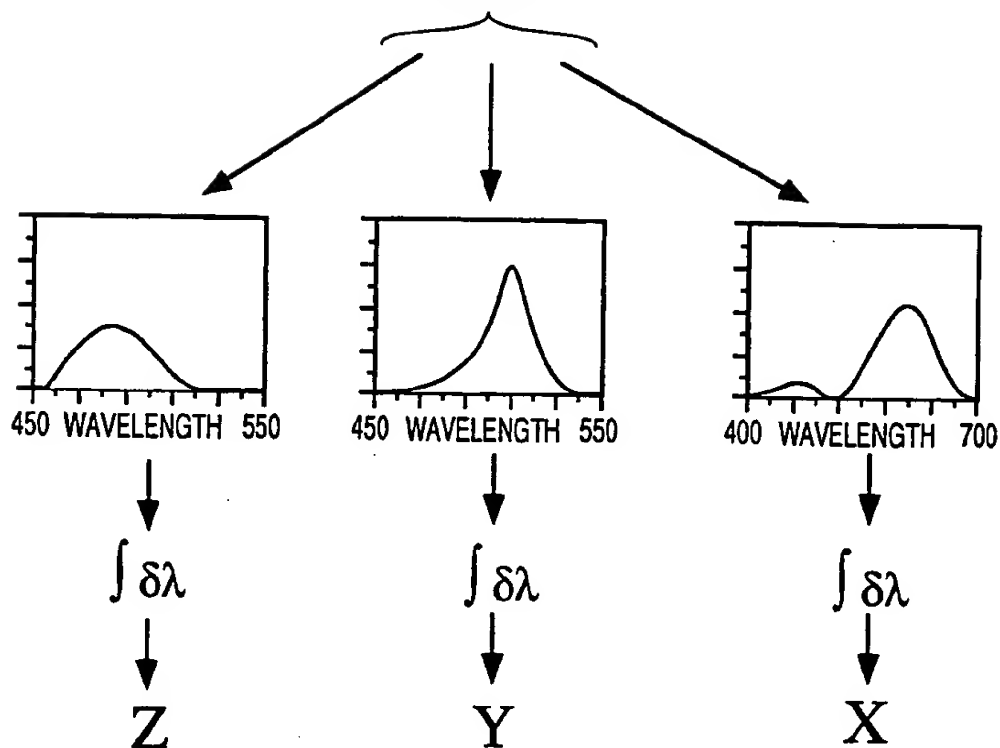 450 WAVELENGTH 550
450 WAVELENGTH 550
400 WAVELENGTH 700
∫ δλ
∫ δλ
∫ δλ
Z
Y
X